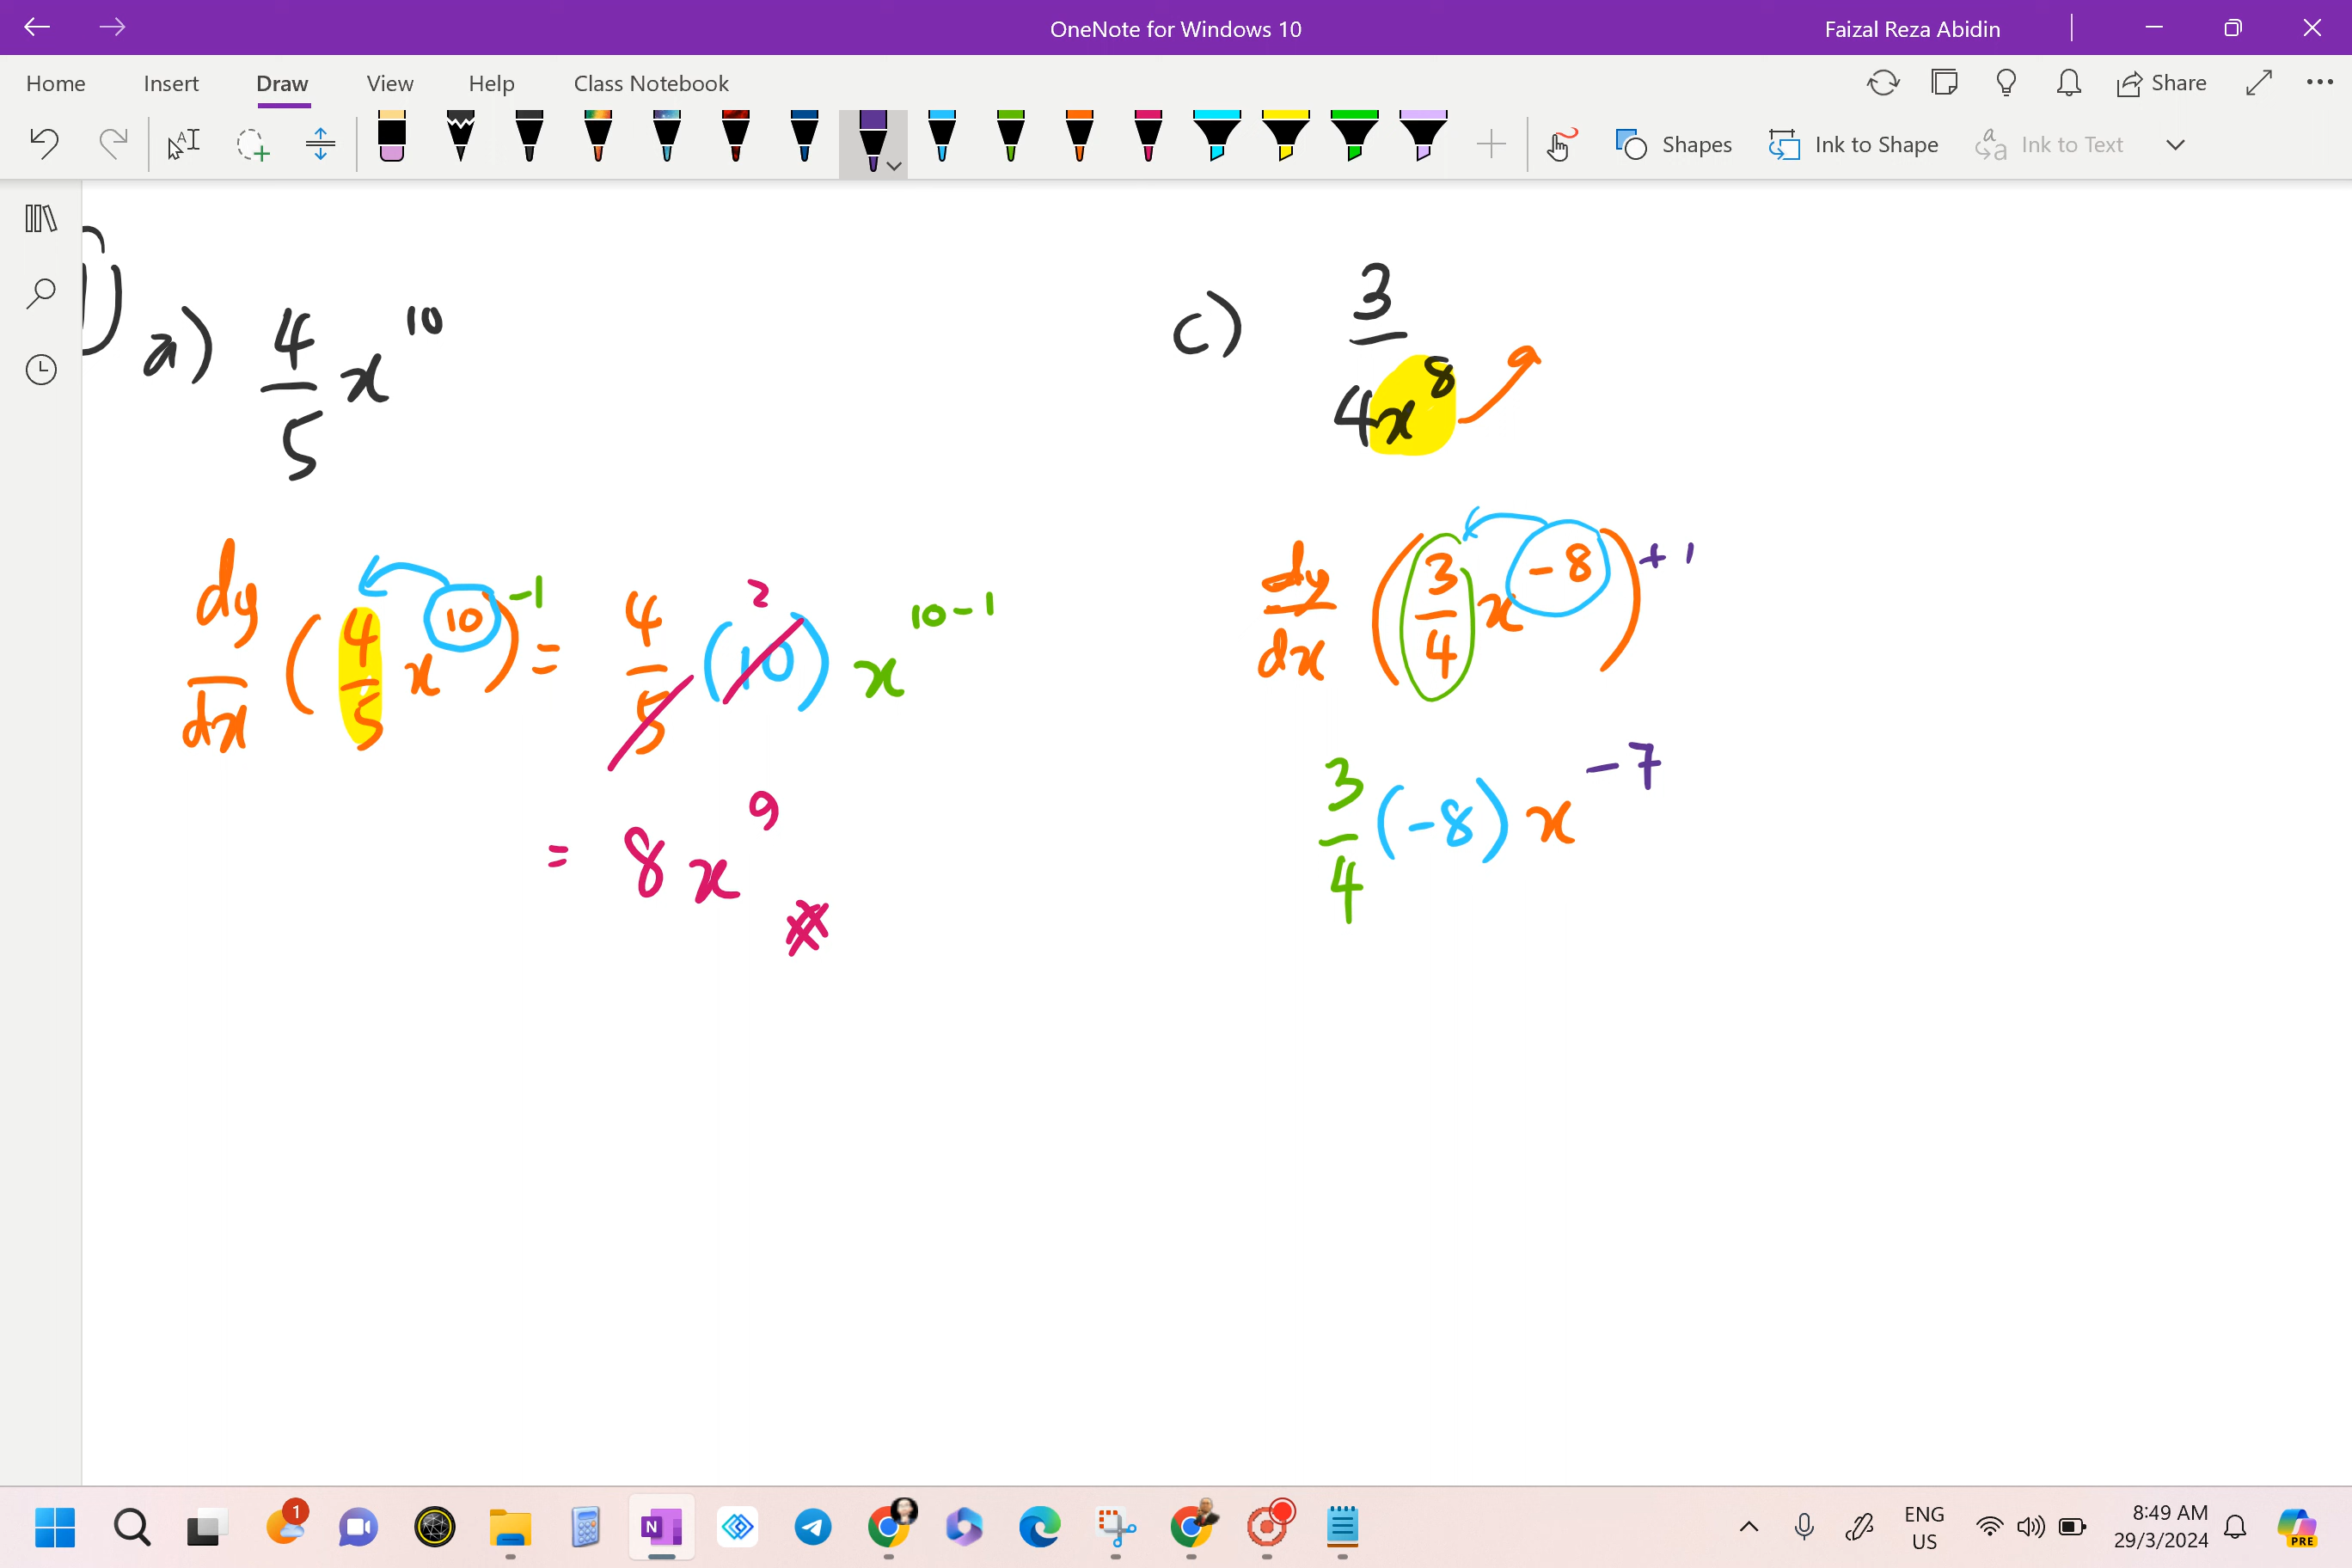 OneNote for Windows 10
Faizal Reza Abidin
Home Insert Draw View Help Class Notebook Share
Shapes Ink to Shape Ink to Text
a) 4/5 x^10
dy/dx (4/5 x^10)^-1 = 4/5 (10) x^10-1
2
= 8x^9 #
c) 3/4x^8
dy/dx (3/4 x^-8) +1
3/4 (-8) x^-7
1
ENG
US
8:49 AM
29/3/2024
PRE